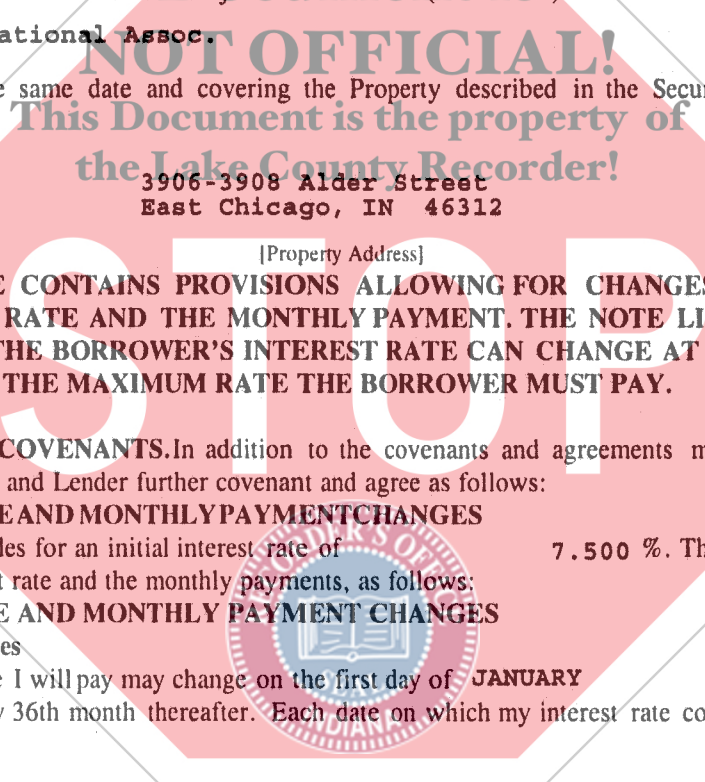 ational Assoc.
NOT OFFICIAL!
e same date and covering the Property described in the Secu
This Document is the property of
the Lake County Recorder!
3906-3908 Alder Street
East Chicago, IN 46312
[Property Address]
E CONTAINS PROVISIONS ALLOWING FOR CHANGES
RATE AND THE MONTHLY PAYMENT. THE NOTE LI
THE BORROWER'S INTEREST RATE CAN CHANGE AT
THE MAXIMUM RATE THE BORROWER MUST PAY.
STOP
COVENANTS. In addition to the covenants and agreements m
and Lender further covenant and agree as follows:
E AND MONTHLY PAYMENT CHANGES
les for an initial interest rate of 7.500 %. Th
t rate and the monthly payments, as follows:
E AND MONTHLY PAYMENT CHANGES
es
e I will pay may change on the first day of JANUARY
y 36th month thereafter. Each date on which my interest rate co
INDIANA